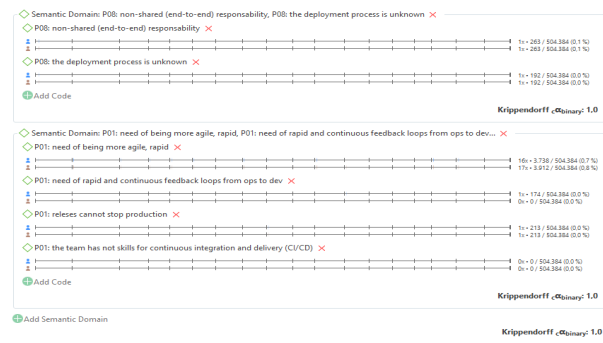 Semantic Domain: P08: non-shared (end-to-end) responsability, P08: the deployment process is unknown
P08: non-shared (end-to-end) responsability
1x • 263 / 504.384 (0,1 %)
1x • 263 / 504.384 (0,1 %)
P08: the deployment process is unknown
1x • 192 / 504.384 (0.0 %)
1x • 192 / 504.384 (0.0 %)
Add Code
Krippendorff cαbinary: 1,0
Semantic Domain: P01: need of being more agile, rapid, P01: need of rapid and continuous feedback loops from ops to dev...
P01: need of being more agile, rapid
16x • 3.738 / 504.384 (0.7 %)
17x • 3.912 / 504.384 (0.8 %)
P01: need of rapid and continuous feedback loops from ops to dev
1x • 174 / 504.384 (0.0 %)
0x • 0 / 504.384 (0.0 %)
P01: releses cannot stop production
1x • 213 / 504.384 (0.0 %)
1x • 213 / 504.384 (0.0 %)
P01: the team has not skills for continuous integration and delivery (CI/CD)
0x • 0 / 504.384 (0.0 %)
0x • 0 / 504.384 (0.0 %)
Add Code
Krippendorff cαbinary: 1,0
Add Semantic Domain
Krippendorff cαbinary: 1,0